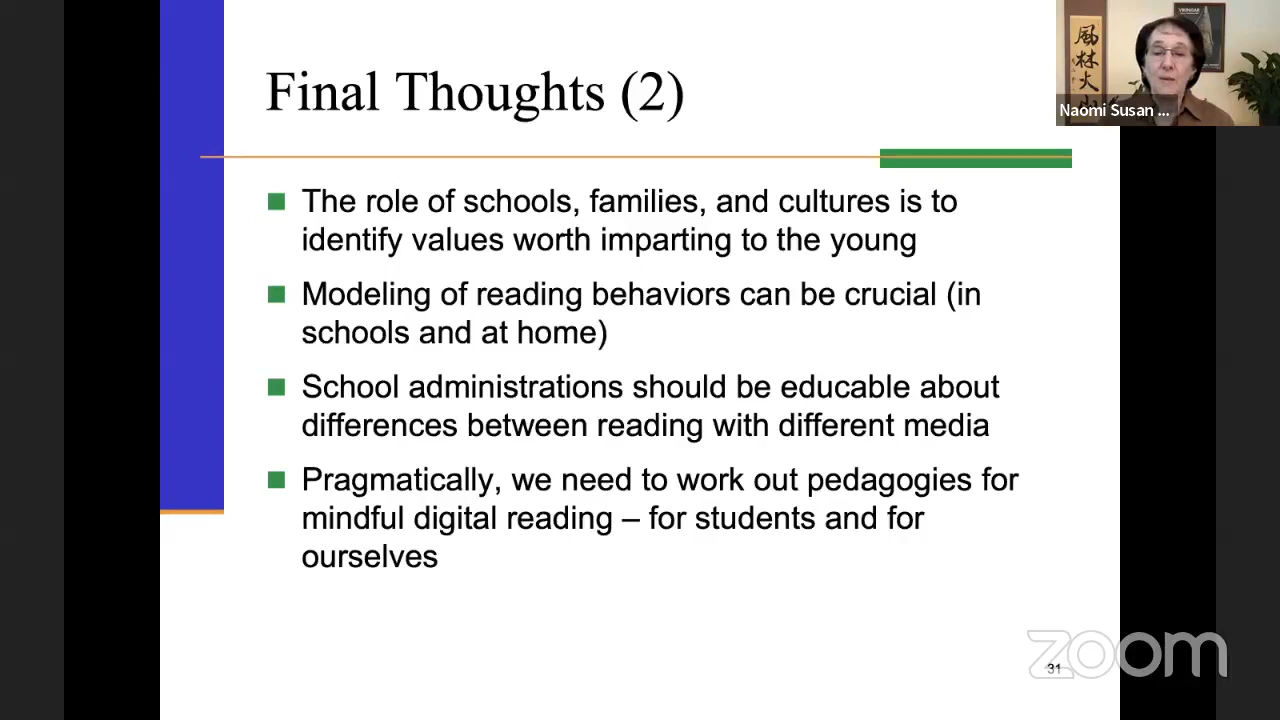 Final Thoughts (2)
The role of schools, families, and cultures is to
identify values worth imparting to the young
Modeling of reading behaviors can be crucial (in
schools and at home)
School administrations should be educable about
differences between reading with different media
Pragmatically, we need to work out pedagogies for
mindful digital reading – for students and for
ourselves
31
風
林
火
Naomi Susan ...
zoom